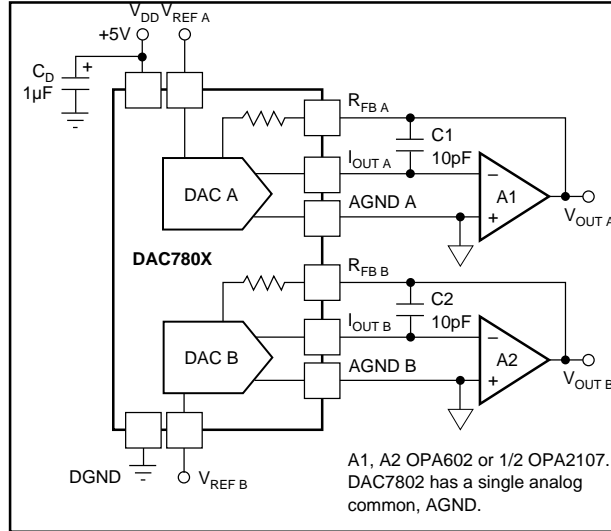 V_DD V_REF A
+5V
C_D +
1µF
R_FB A
C1
10pF
I_OUT A
–
DAC A
A1
AGND A
+
V_OUT A
DAC780X
R_FB B
C2
10pF
I_OUT B
–
DAC B
A2
AGND B
+
V_OUT B
DGND
V_REF B
A1, A2 OPA602 or 1/2 OPA2107.
DAC7802 has a single analog
common, AGND.